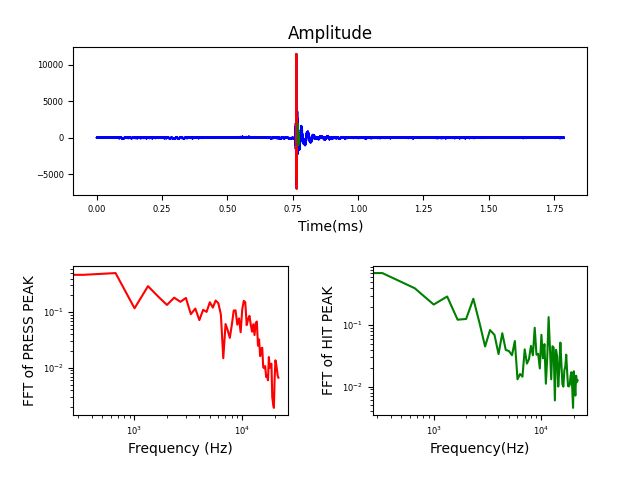 Amplitude
10000
5000
0
−5000
0.00 0.25 0.50 0.75 1.00 1.25 1.50 1.75
Time(ms)
FFT of PRESS PEAK
10⁻¹
10⁻²
10³ 10⁴
Frequency (Hz)
FFT of HIT PEAK
10⁻¹
10⁻²
10³ 10⁴
Frequency(Hz)